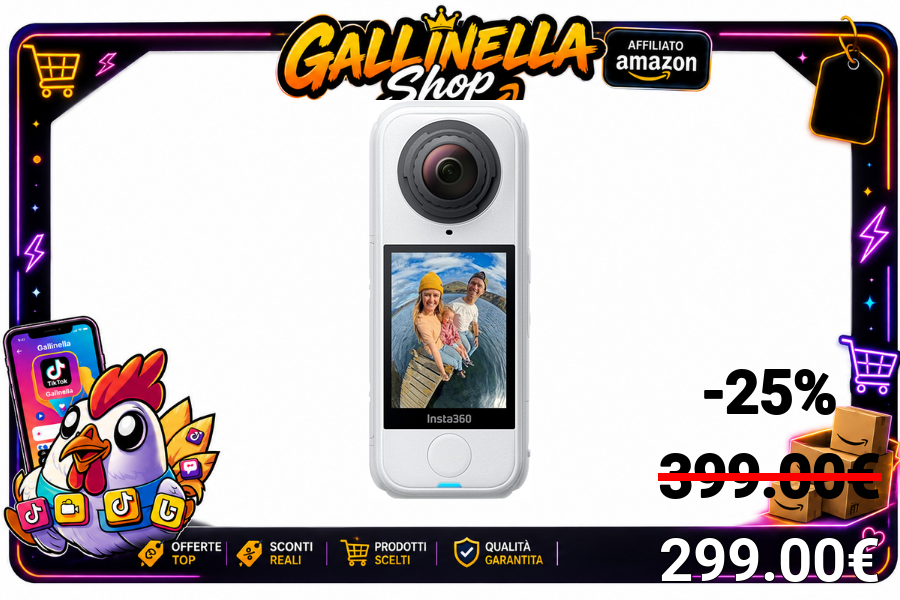 GALLINELLA
Shop
AFFILIATO
amazon
Gallinella
TikTok
Gallinella
Insta360
-25%
399.00€
299.00€
OFFERTE
TOP
SCONTI
REALI
PRODOTTI
SCELTI
QUALITÀ
GARANTITA